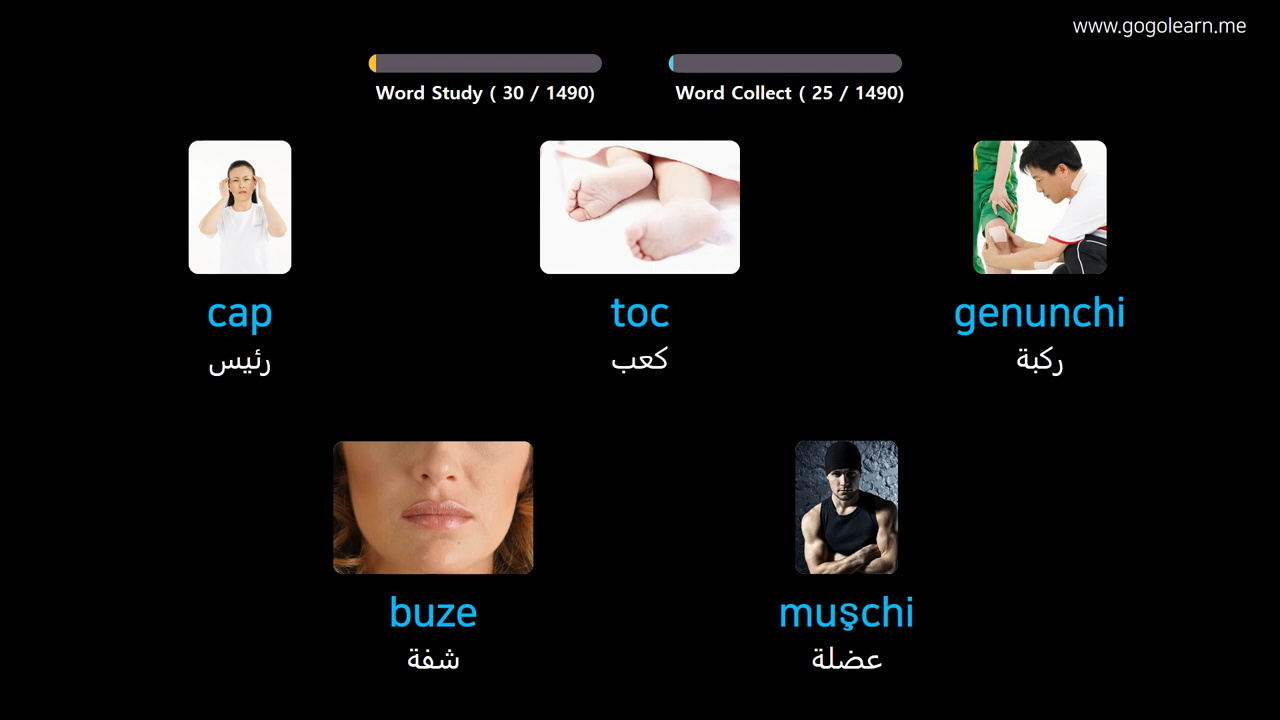 www.gogolearn.me
Word Study ( 30 / 1490)
Word Collect ( 25 / 1490)
cap
رئيس
toc
كعب
genunchi
ركبة
buze
شفة
muşchi
عضلة